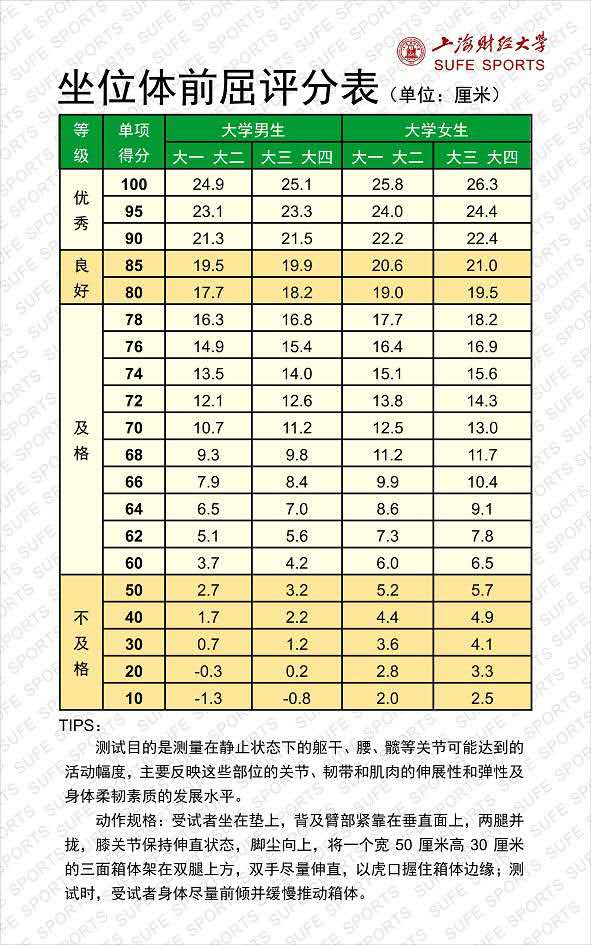 上海财经大学
SUFE SPORTS
坐位体前屈评分表（单位：厘米）
等级 单项得分 大学男生 大学女生
大一 大二 大三 大四 大一 大二 大三 大四
优秀
100 24.9 25.1 25.8 26.3
95 23.1 23.3 24.0 24.4
90 21.3 21.5 22.2 22.4
良好
85 19.5 19.9 20.6 21.0
80 17.7 18.2 19.0 19.5
及格
78 16.3 16.8 17.7 18.2
76 14.9 15.4 16.4 16.9
74 13.5 14.0 15.1 15.6
72 12.1 12.6 13.8 14.3
70 10.7 11.2 12.5 13.0
68 9.3 9.8 11.2 11.7
66 7.9 8.4 9.9 10.4
64 6.5 7.0 8.6 9.1
62 5.1 5.6 7.3 7.8
60 3.7 4.2 6.0 6.5
不及格
50 2.7 3.2 5.2 5.7
40 1.7 2.2 4.4 4.9
30 0.7 1.2 3.6 4.1
20 -0.3 0.2 2.8 3.3
10 -1.3 -0.8 2.0 2.5
TIPS：
测试目的是测量在静止状态下的躯干、腰、髋等关节可能达到的
活动幅度，主要反映这些部位的关节、韧带和肌肉的伸展性和弹性及
身体柔韧素质的发展水平。
动作规格：受试者坐在垫上，背及臂部紧靠在垂直面上，两腿并
拢，膝关节保持伸直状态，脚尘向上，将一个宽 50 厘米高 30 厘米
的三面箱体架在双腿上方，双手尽量伸直，以虎口握住箱体边缘；测
试时，受试者身体尽量前倾并缓慢推动箱体。